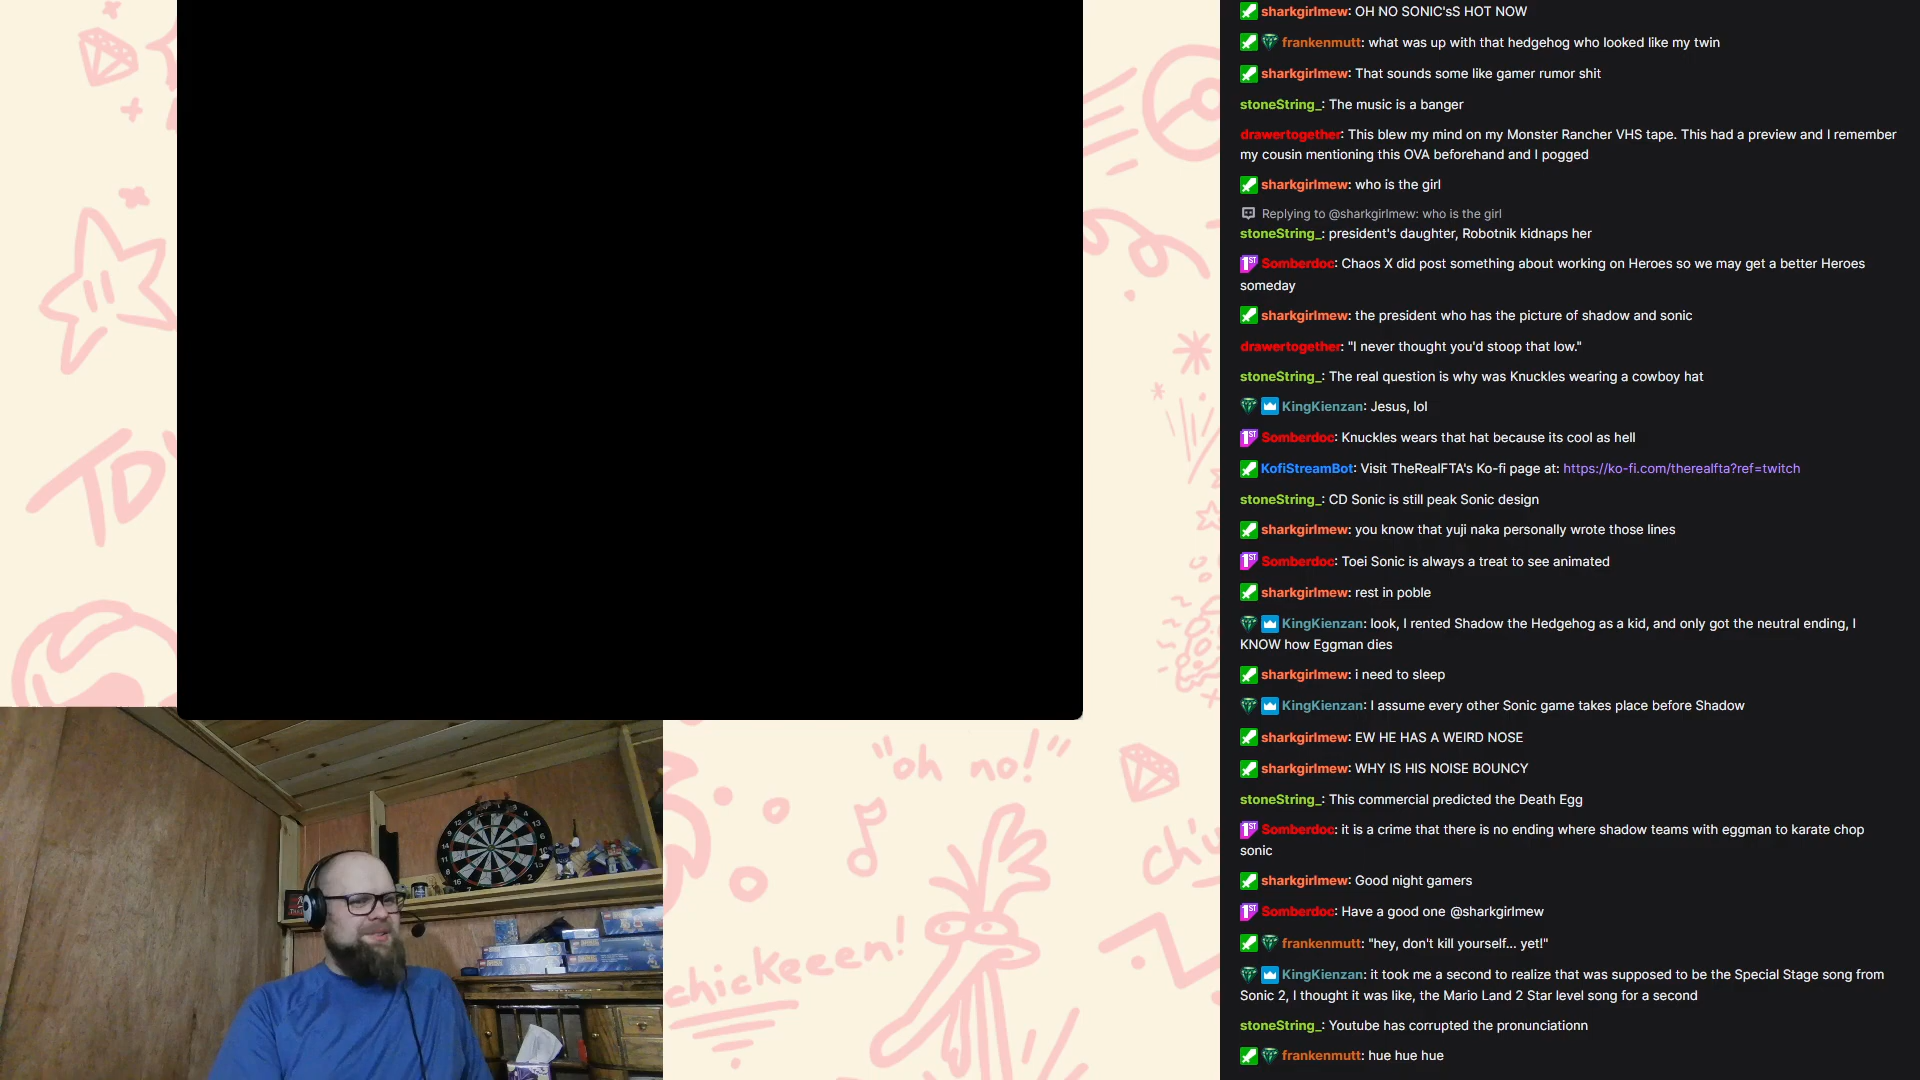 sharkgirlmew: OH NO SONIC'sS HOT NOW
frankenmutt: what was up with that hedgehog who looked like my twin
sharkgirlmew: That sounds some like gamer rumor shit
stoneString_: The music is a banger
drawertogether: This blew my mind on my Monster Rancher VHS tape. This had a preview and I remember
my cousin mentioning this OVA beforehand and I pogged
sharkgirlmew: who is the girl
Replying to @sharkgirlmew: who is the girl
stoneString_: president's daughter, Robotnik kidnaps her
1ST Somberdoc: Chaos X did post something about working on Heroes so we may get a better Heroes
someday
sharkgirlmew: the president who has the picture of shadow and sonic
drawertogether: "I never thought you'd stoop that low."
stoneString_: The real question is why was Knuckles wearing a cowboy hat
KingKienzan: Jesus, lol
1ST Somberdoc: Knuckles wears that hat because its cool as hell
KofiStreamBot: Visit TheRealFTA's Ko-fi page at: https://ko-fi.com/therealfta?ref=twitch
stoneString_: CD Sonic is still peak Sonic design
sharkgirlmew: you know that yuji naka personally wrote those lines
1ST Somberdoc: Toei Sonic is always a treat to see animated
sharkgirlmew: rest in poble
KingKienzan: look, I rented Shadow the Hedgehog as a kid, and only got the neutral ending, I
KNOW how Eggman dies
sharkgirlmew: i need to sleep
KingKienzan: I assume every other Sonic game takes place before Shadow
sharkgirlmew: EW HE HAS A WEIRD NOSE
sharkgirlmew: WHY IS HIS NOISE BOUNCY
stoneString_: This commercial predicted the Death Egg
1ST Somberdoc: it is a crime that there is no ending where shadow teams with eggman to karate chop
sonic
sharkgirlmew: Good night gamers
1ST Somberdoc: Have a good one @sharkgirlmew
frankenmutt: "hey, don't kill yourself... yet!"
KingKienzan: it took me a second to realize that was supposed to be the Special Stage song from
Sonic 2, I thought it was like, the Mario Land 2 Star level song for a second
stoneString_: Youtube has corrupted the pronunciationn
frankenmutt: hue hue hue
"oh no!"
chickeeen!